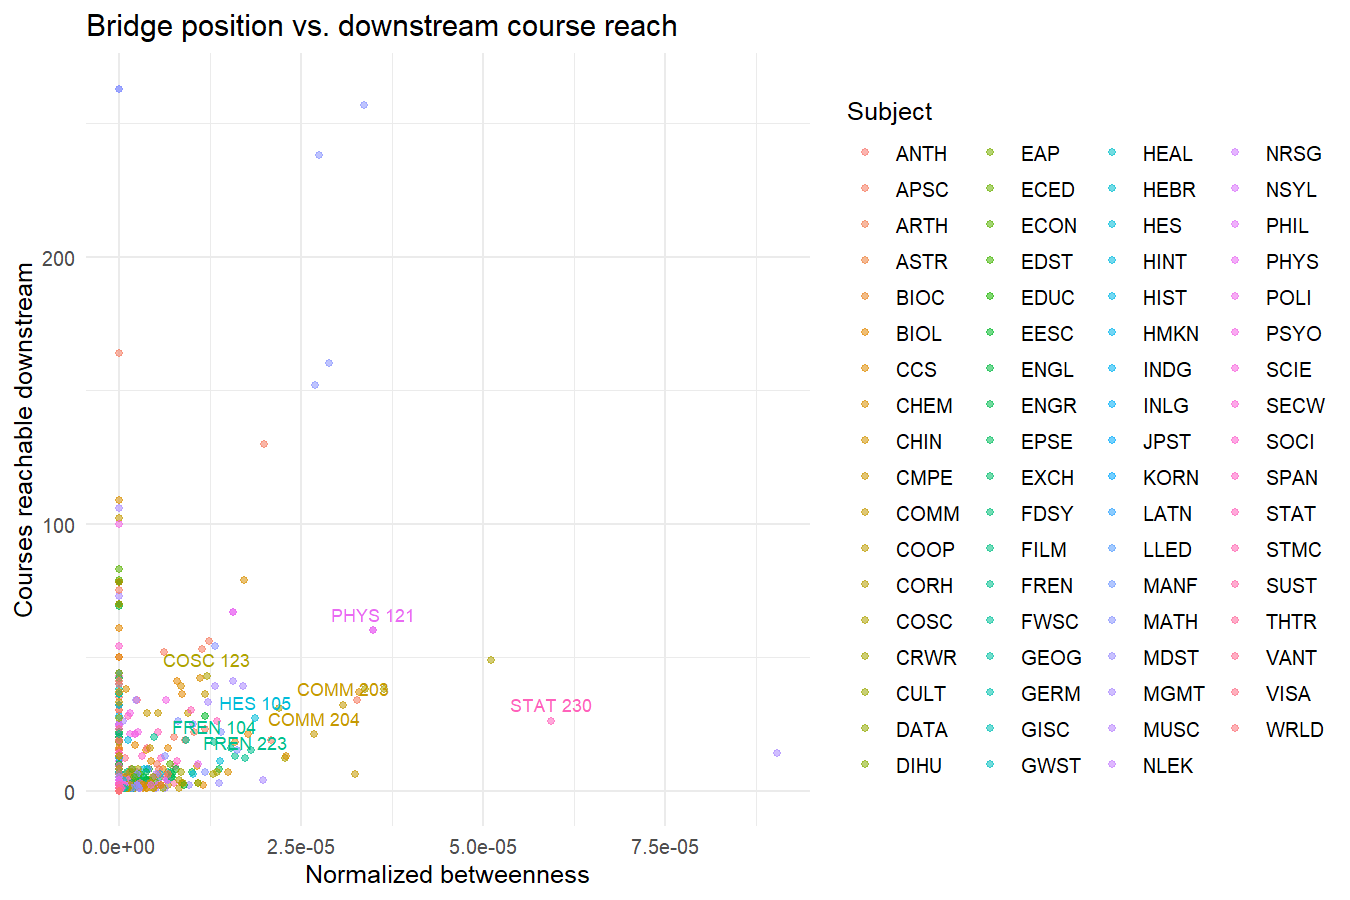 Bridge position vs. downstream course reach
Courses reachable downstream
200
100
0
PHYS 121
COSC 123
COMM 203
HES 105
STAT 230
COMM 204
FREN 104
FREN 223
0.0e+00
2.5e-05
5.0e-05
7.5e-05
Normalized betweenness
Subject
ANTH
APSC
ARTH
ASTR
BIOC
BIOL
CCS
CHEM
CHIN
CMPE
COMM
COOP
CORH
COSC
CRWR
CULT
DATA
DIHU
EAP
ECED
ECON
EDST
EDUC
EESC
ENGL
ENGR
EPSE
EXCH
FDSY
FILM
FREN
FWSC
GEOG
GERM
GISC
GWST
HEAL
HEBR
HES
HINT
HIST
HMKN
INDG
INLG
JPST
KORN
LATN
LLED
MANF
MATH
MDST
MGMT
MUSC
NLEK
NRSG
NSYL
PHIL
PHYS
POLI
PSYO
SCIE
SECW
SOCI
SPAN
STAT
STMC
SUST
THTR
VANT
VISA
WRLD